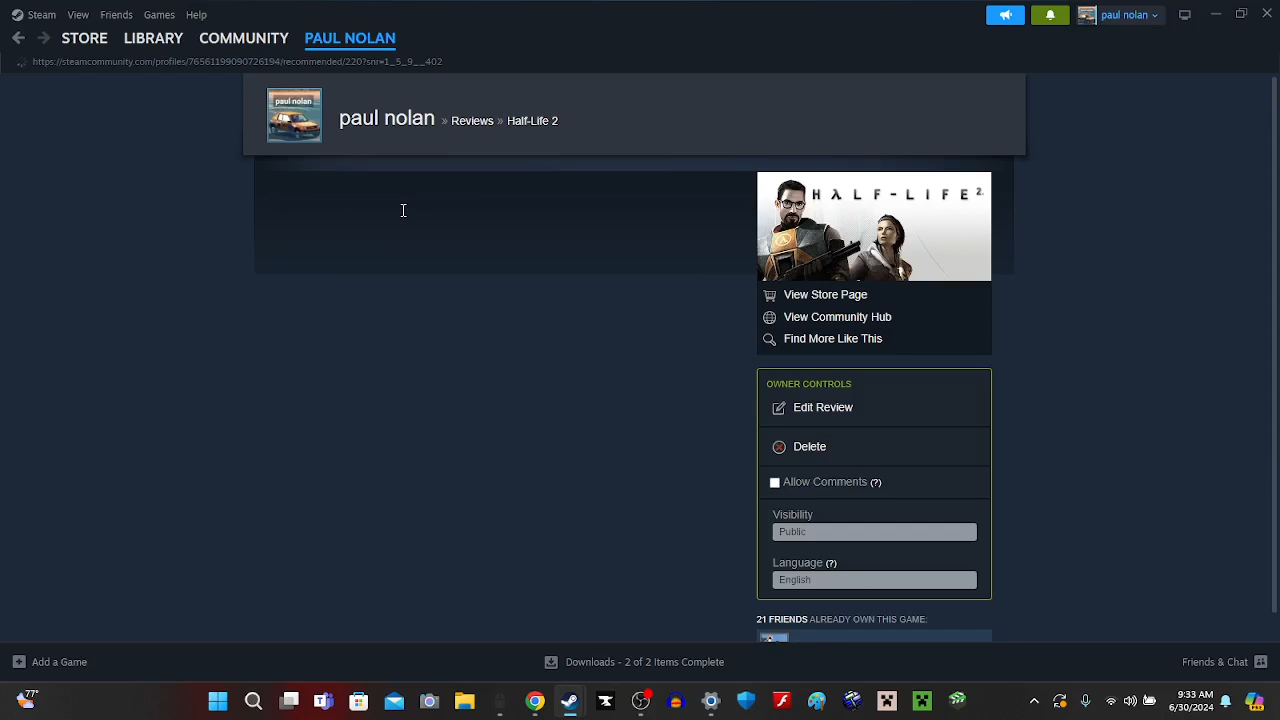 Steam View Friends Games Help
paul nolan
STORE LIBRARY COMMUNITY PAUL NOLAN
https://steamcommunity.com/profiles/76561199090726194/recommended/220?snr=1_5_9__402
paul nolan
paul nolan » Reviews » Half-Life 2
HλLF-LIFE 2
View Store Page
View Community Hub
Find More Like This
OWNER CONTROLS
Edit Review
Delete
Allow Comments (?)
Visibility
Public
Language (?)
English
21 FRIENDS ALREADY OWN THIS GAME:
Add a Game
Downloads - 2 of 2 Items Complete
Friends & Chat
77°
9:33 AM
6/30/2024